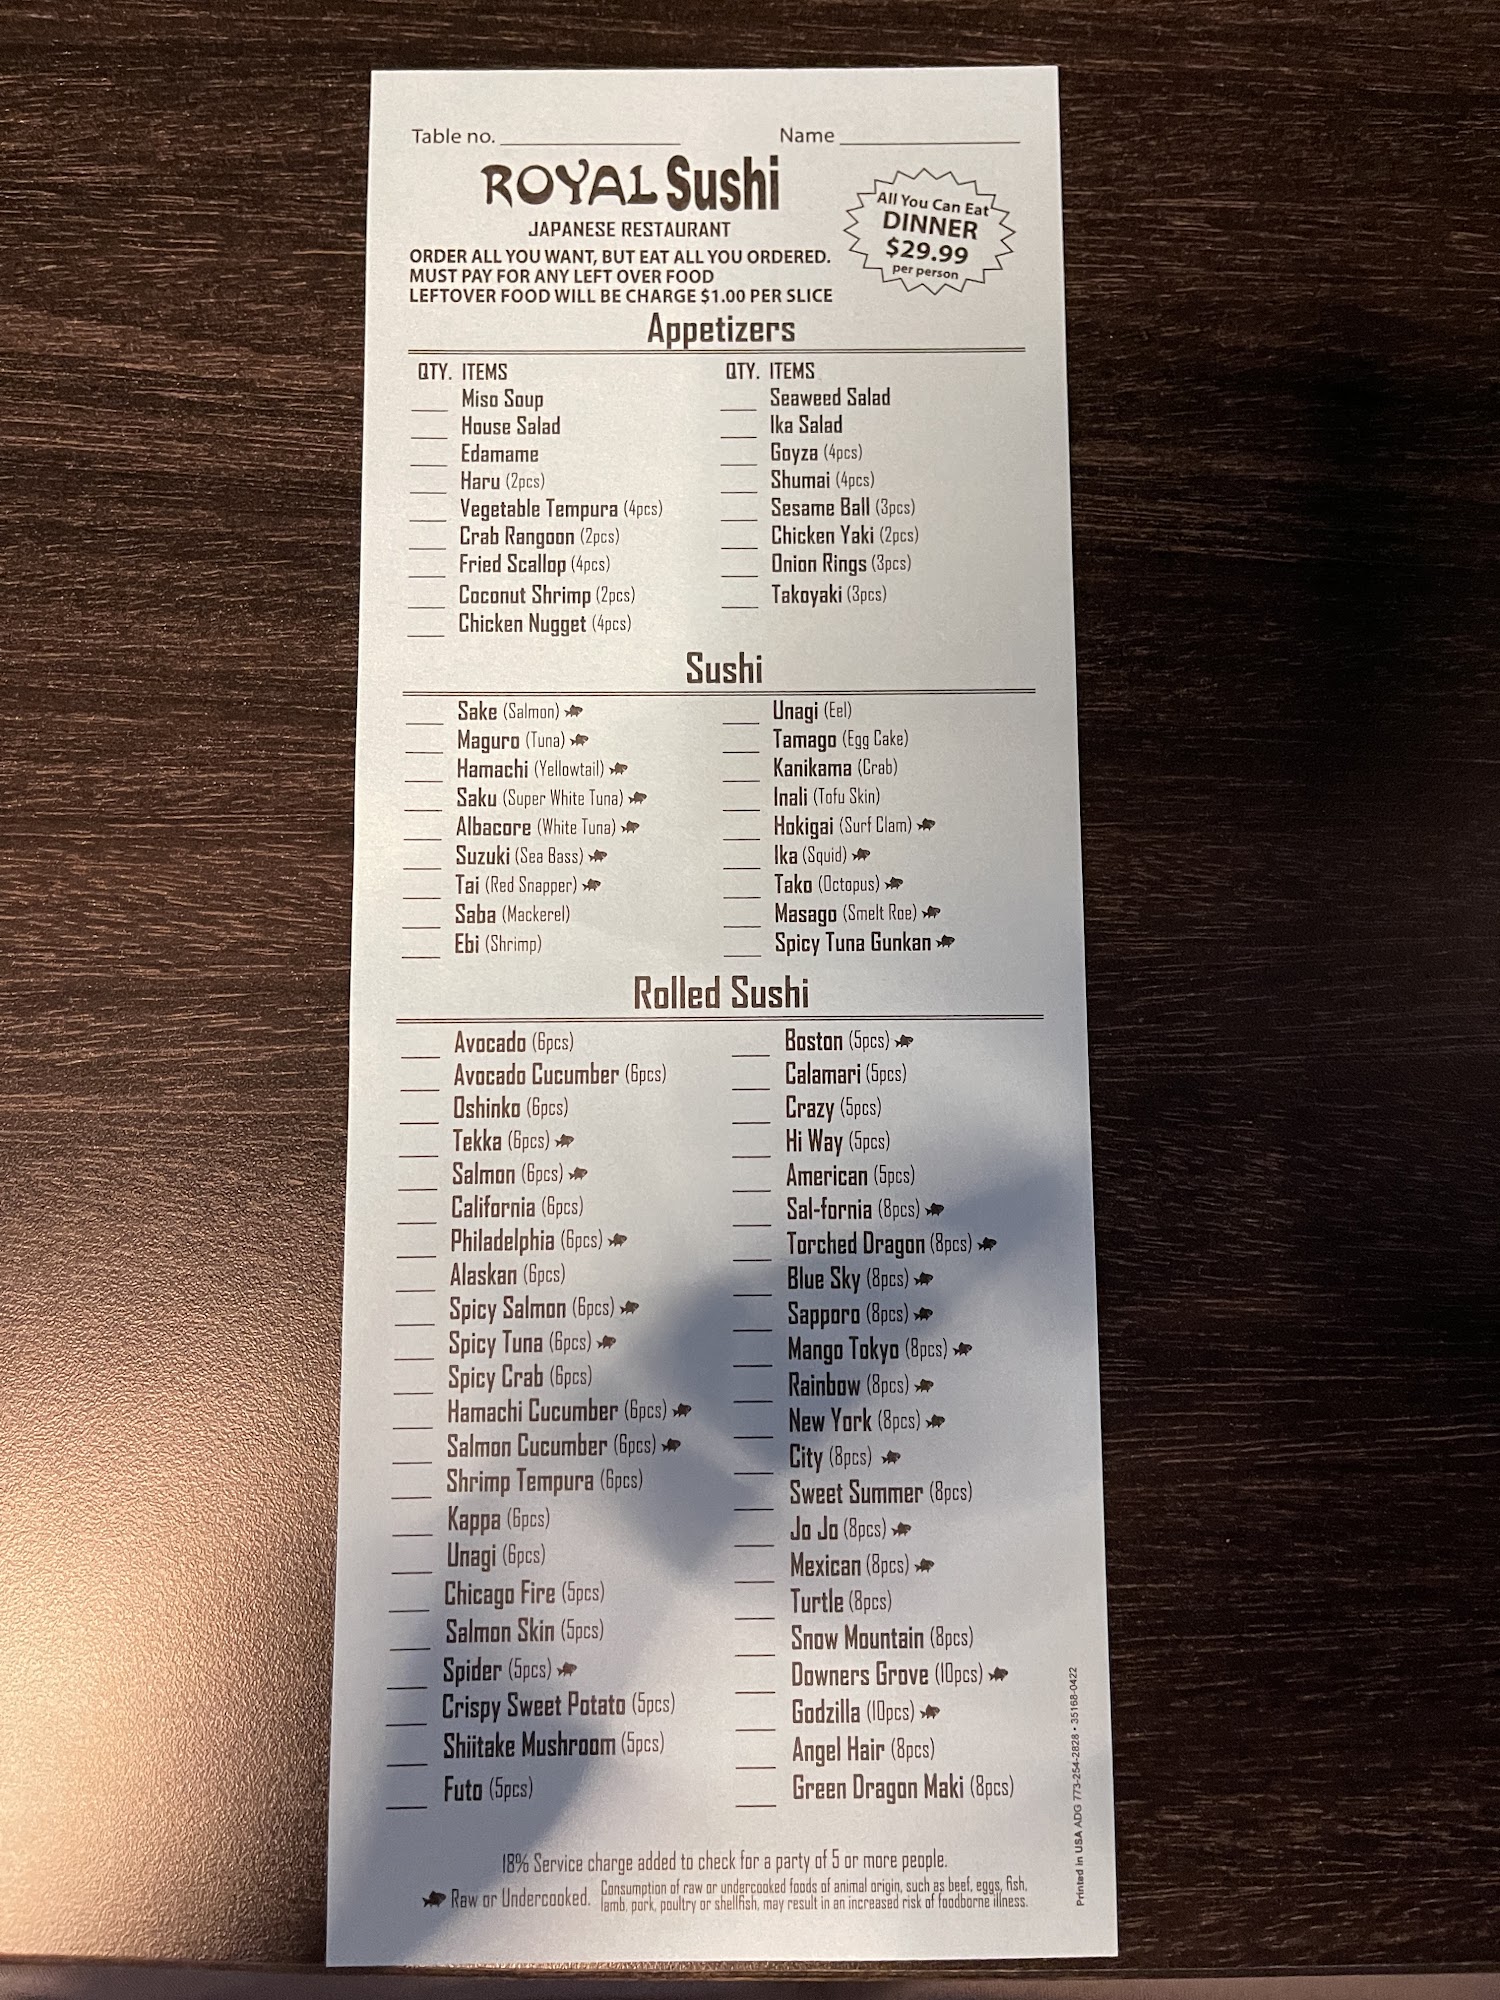 Table no. Name
ROYAL Sushi
JAPANESE RESTAURANT
All You Can Eat
DINNER
$29.99
per person
ORDER ALL YOU WANT, BUT EAT ALL YOU ORDERED.
MUST PAY FOR ANY LEFT OVER FOOD
LEFTOVER FOOD WILL BE CHARGE $1.00 PER SLICE
Appetizers
QTY. ITEMS
Miso Soup
House Salad
Edamame
Haru (2pcs)
Vegetable Tempura (4pcs)
Crab Rangoon (2pcs)
Fried Scallop (4pcs)
Coconut Shrimp (2pcs)
Chicken Nugget (4pcs)
QTY. ITEMS
Seaweed Salad
Ika Salad
Goyza (4pcs)
Shumai (4pcs)
Sesame Ball (3pcs)
Chicken Yaki (2pcs)
Onion Rings (3pcs)
Takoyaki (3pcs)
Sushi
Sake (Salmon)
Maguro (Tuna)
Hamachi (Yellowtail)
Saku (Super White Tuna)
Albacore (White Tuna)
Suzuki (Sea Bass)
Tai (Red Snapper)
Saba (Mackerel)
Ebi (Shrimp)
Unagi (Eel)
Tamago (Egg Cake)
Kanikama (Crab)
Inali (Tofu Skin)
Hokigai (Surf Clam)
Ika (Squid)
Tako (Octopus)
Masago (Smelt Roe)
Spicy Tuna Gunkan
Rolled Sushi
Avocado (6pcs)
Avocado Cucumber (6pcs)
Oshinko (6pcs)
Tekka (6pcs)
Salmon (6pcs)
California (6pcs)
Philadelphia (6pcs)
Alaskan (6pcs)
Spicy Salmon (6pcs)
Spicy Tuna (6pcs)
Spicy Crab (6pcs)
Hamachi Cucumber (6pcs)
Salmon Cucumber (6pcs)
Shrimp Tempura (6pcs)
Kappa (6pcs)
Unagi (6pcs)
Chicago Fire (5pcs)
Salmon Skin (5pcs)
Spider (5pcs)
Crispy Sweet Potato (5pcs)
Shiitake Mushroom (5pcs)
Futo (5pcs)
Boston (5pcs)
Calamari (5pcs)
Crazy (5pcs)
Hi Way (5pcs)
American (5pcs)
Sal-fornia (8pcs)
Torched Dragon (8pcs)
Blue Sky (8pcs)
Sapporo (8pcs)
Mango Tokyo (8pcs)
Rainbow (8pcs)
New York (8pcs)
City (8pcs)
Sweet Summer (8pcs)
Jo Jo (8pcs)
Mexican (8pcs)
Turtle (8pcs)
Snow Mountain (8pcs)
Downers Grove (10pcs)
Godzilla (10pcs)
Angel Hair (8pcs)
Green Dragon Maki (8pcs)
18% Service charge added to check for a party of 5 or more people.
Raw or Undercooked.
Consumption of raw or undercooked foods of animal origin, such as beef, eggs, fish,
lamb, pork, poultry or shellfish, may result in an increased risk of foodborne illness.
Printed in USA ADG 773-254-2828 • 35168-0422